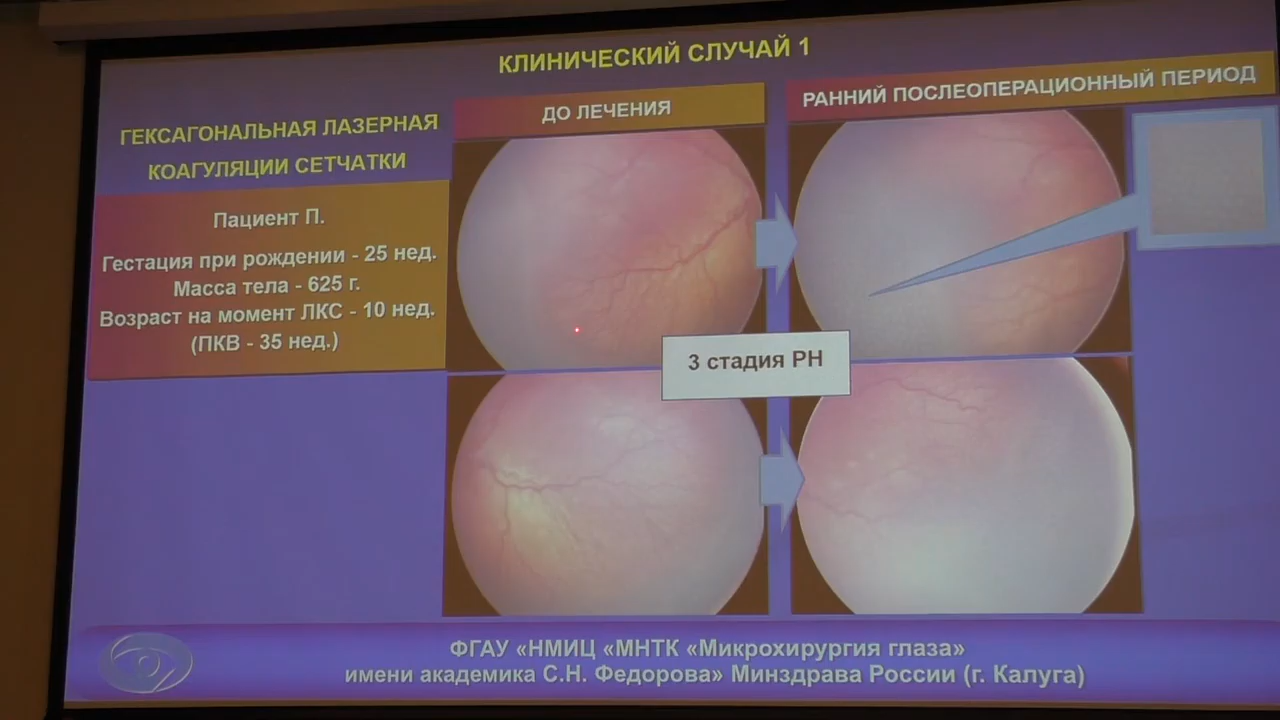 КЛИНИЧЕСКИЙ СЛУЧАЙ 1
ГЕКСАГОНАЛЬНАЯ ЛАЗЕРНАЯ
КОАГУЛЯЦИИ СЕТЧАТКИ
Пациент П.
Гестация при рождении - 25 нед.
Масса тела - 625 г.
Возраст на момент ЛКС - 10 нед.
(ПКВ - 35 нед.)
ДО ЛЕЧЕНИЯ
РАННИЙ ПОСЛЕОПЕРАЦИОННЫЙ ПЕРИОД
3 стадия РН
ФГАУ «НМИЦ «МНТК «Микрохирургия глаза»
имени академика С.Н. Федорова» Минздрава России (г. Калуга)